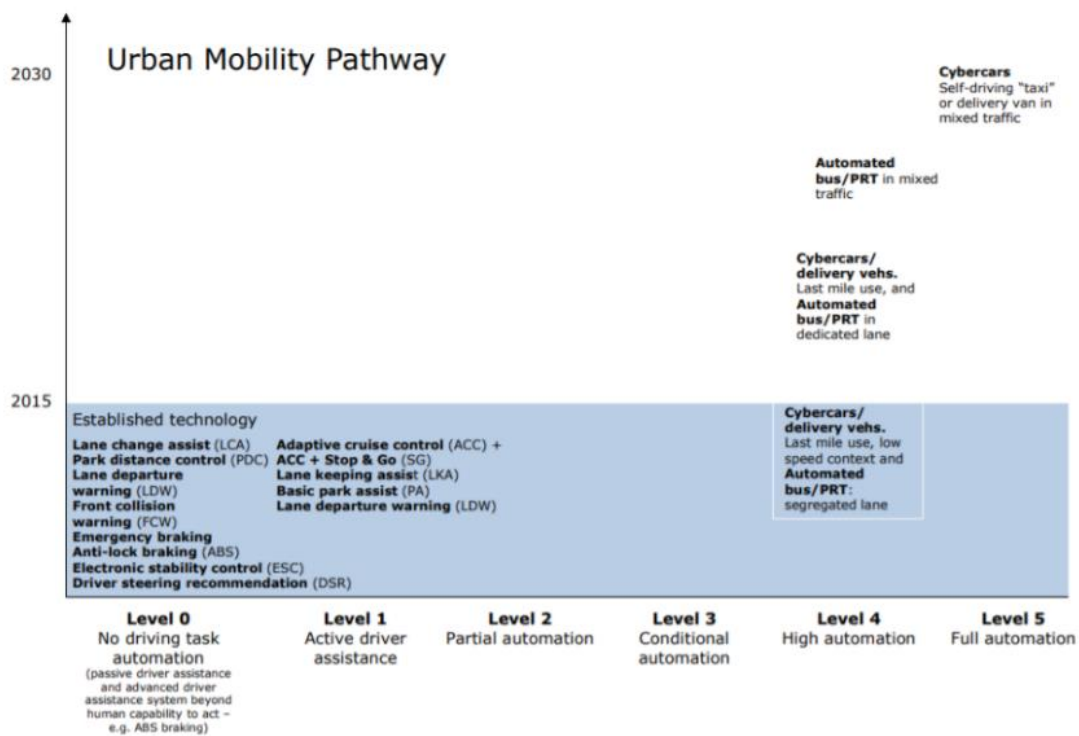 Urban Mobility Pathway
2030
Cybercars
Self-driving “taxi”
or delivery van in
mixed traffic
Automated
bus/PRT in mixed
traffic
Cybercars/
delivery vehs.
Last mile use, and
Automated
bus/PRT in
dedicated lane
2015
Established technology
Lane change assist (LCA)
Park distance control (PDC)
Lane departure
warning (LDW)
Front collision
warning (FCW)
Emergency braking
Anti-lock braking (ABS)
Electronic stability control (ESC)
Driver steering recommendation (DSR)
Adaptive cruise control (ACC) +
ACC + Stop & Go (SG)
Lane keeping assist (LKA)
Basic park assist (PA)
Lane departure warning (LDW)
Cybercars/
delivery vehs.
Last mile use, low
speed context and
Automated
bus/PRT:
segregated lane
Level 0
No driving task
automation
(passive driver assistance
and advanced driver
assistance system beyond
human capability to act –
e.g. ABS braking)
Level 1
Active driver
assistance
Level 2
Partial automation
Level 3
Conditional
automation
Level 4
High automation
Level 5
Full automation